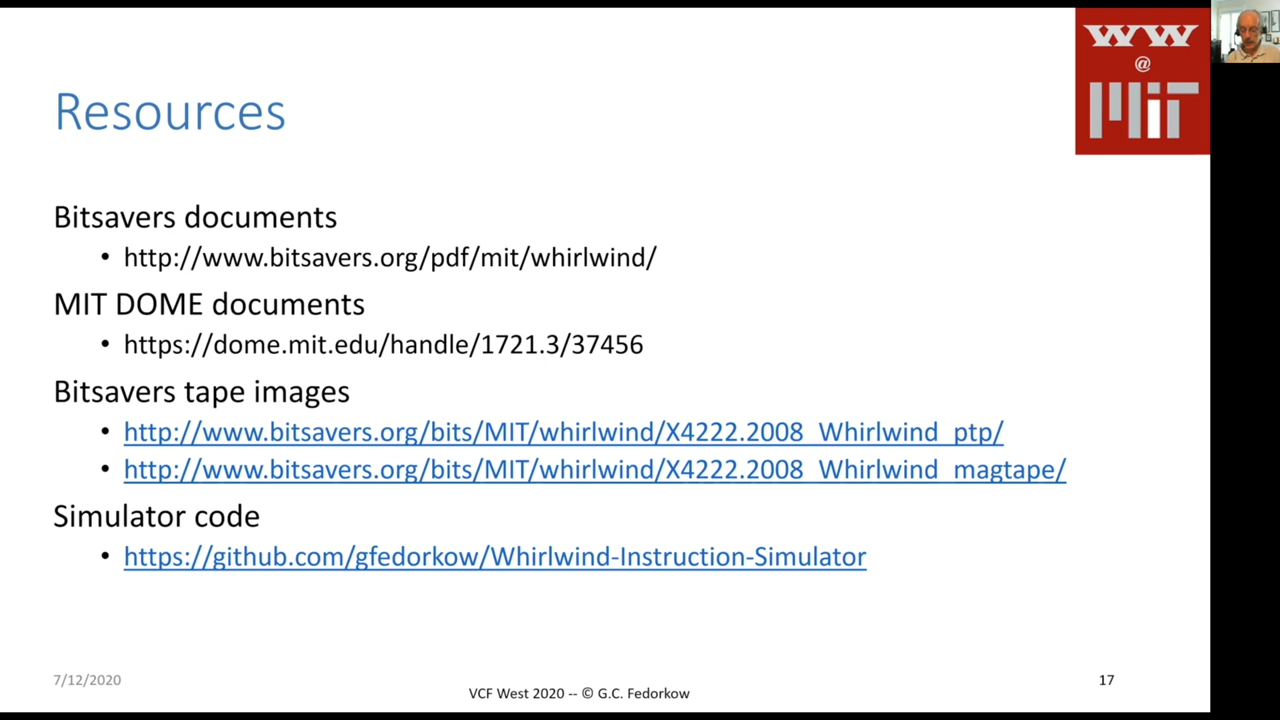 WW
@
MIT
Resources
Bitsavers documents
• http://www.bitsavers.org/pdf/mit/whirlwind/
MIT DOME documents
• https://dome.mit.edu/handle/1721.3/37456
Bitsavers tape images
• http://www.bitsavers.org/bits/MIT/whirlwind/X4222.2008_Whirlwind_ptp/
• http://www.bitsavers.org/bits/MIT/whirlwind/X4222.2008_Whirlwind_magtape/
Simulator code
• https://github.com/gfedorkow/Whirlwind-Instruction-Simulator
7/12/2020
VCF West 2020 -- © G.C. Fedorkow
17